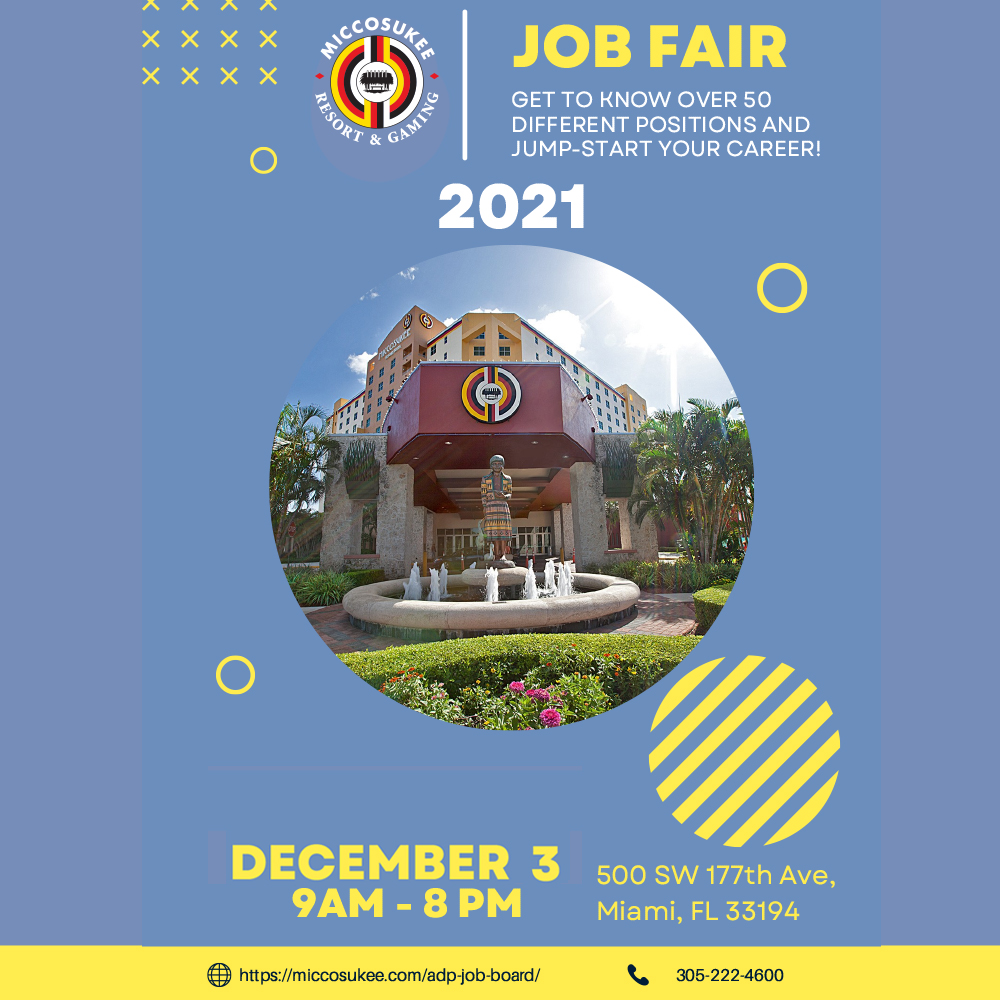 MICCOSUKEE
RESORT & GAMING
JOB FAIR
GET TO KNOW OVER 50
DIFFERENT POSITIONS AND
JUMP-START YOUR CAREER!
2021
MICCOSUKEE
DECEMBER 3
9AM - 8 PM
500 SW 177th Ave,
Miami, FL 33194
https://miccosukee.com/adp-job-board/
305-222-4600